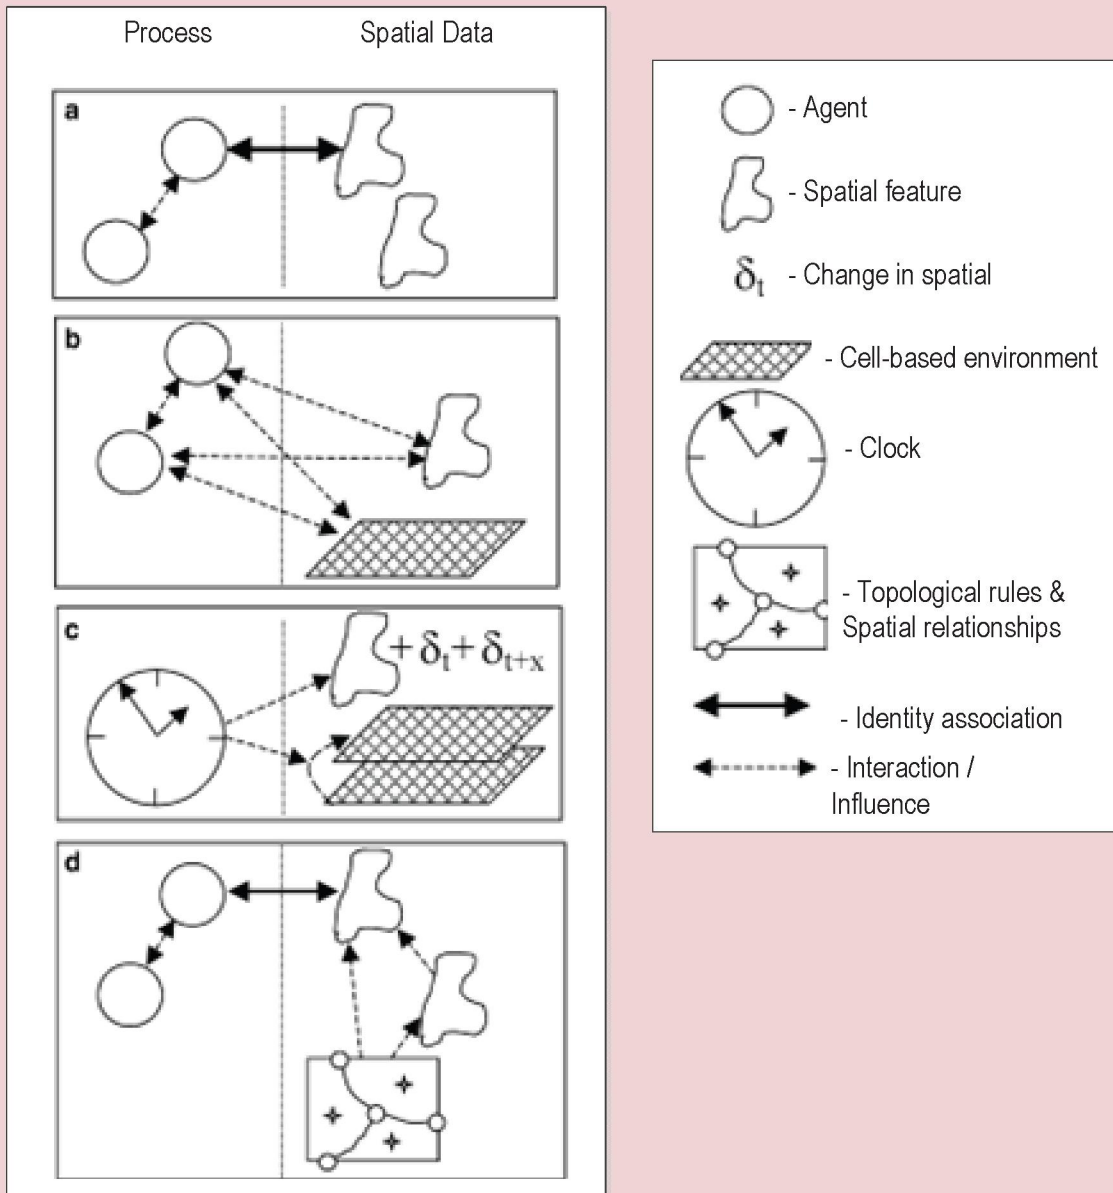 Process Spatial Data
a
b
c
+ δt + δt+x
d
- Agent
- Spatial feature
δt - Change in spatial
- Cell-based environment
- Clock
- Topological rules &
Spatial relationships
- Identity association
- Interaction /
Influence